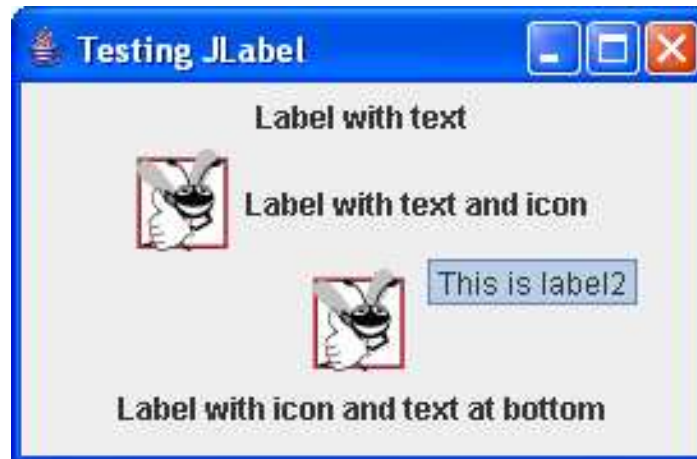 Testing JLabel
Label with text
Label with text and icon
This is label2
Label with icon and text at bottom